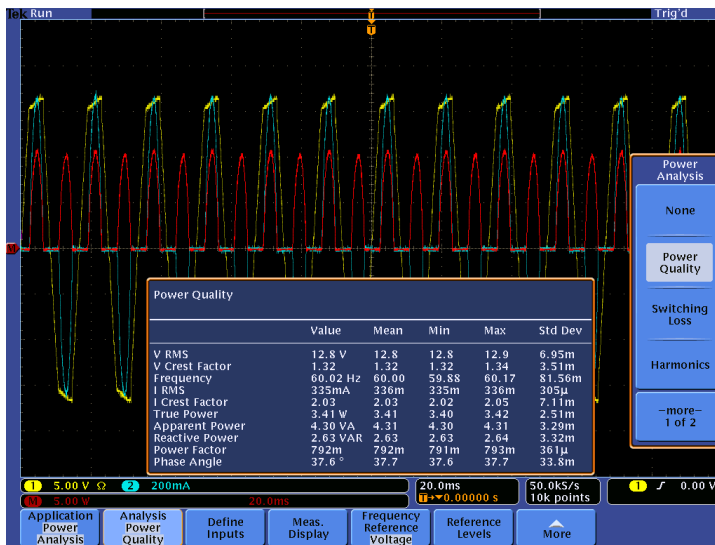 Tek Run Trig'd
T
M
Power
Analysis
None
Power
Quality
Switching
Loss
Harmonics
—more—
1 of 2
Power Quality
Value Mean Min Max Std Dev
V RMS 12.8 V 12.8 12.8 12.9 6.95m
V Crest Factor 1.32 1.32 1.32 1.34 3.51m
Frequency 60.02 Hz 60.00 59.88 60.17 81.56m
I RMS 335mA 336m 335m 336m 305µ
I Crest Factor 2.03 2.03 2.02 2.05 7.11m
True Power 3.41 W 3.41 3.40 3.42 2.51m
Apparent Power 4.30 VA 4.31 4.30 4.31 3.29m
Reactive Power 2.63 VAR 2.63 2.63 2.64 3.32m
Power Factor 792m 792m 791m 793m 361µ
Phase Angle 37.6 ° 37.7 37.6 37.7 33.8m
1 5.00 V Ω 2 200mA 20.0ms 50.0kS/s 1 0.00 V
M 5.00 W 20.0ms T→▼0.00000 s 10k points
Application
Power
Analysis
Analysis
Power
Quality
Define
Inputs
Meas.
Display
Frequency
Reference
Voltage
Reference
Levels
More